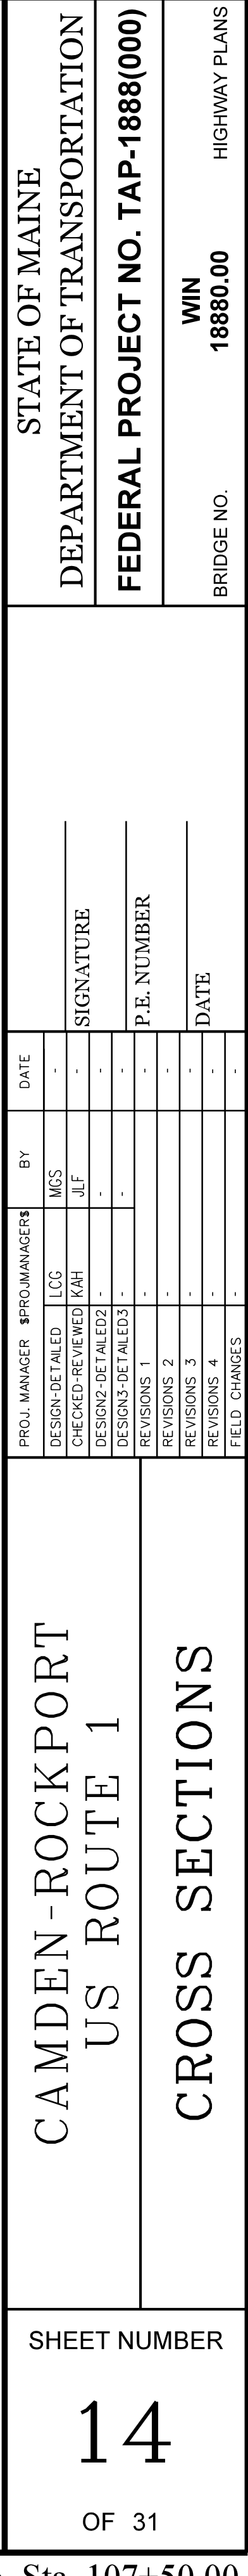 STATE OF MAINE
DEPARTMENT OF TRANSPORTATION
FEDERAL PROJECT NO. TAP-1888(000)
WIN
18880.00
BRIDGE NO. HIGHWAY PLANS
SIGNATURE
P.E. NUMBER
DATE
PROJ. MANAGER $PROJMANAGER$ BY DATE
DESIGN-DETAILED LCG MGS -
CHECKED-REVIEWED KAH JLF -
DESIGN2-DETAILED2 - - -
DESIGN3-DETAILED3 - - -
REVISIONS 1 - -
REVISIONS 2 - -
REVISIONS 3 - -
REVISIONS 4 - -
FIELD CHANGES - -
CAMDEN-ROCKPORT
US ROUTE 1
CROSS SECTIONS
SHEET NUMBER
14
OF 31
Sta. 107+50.00